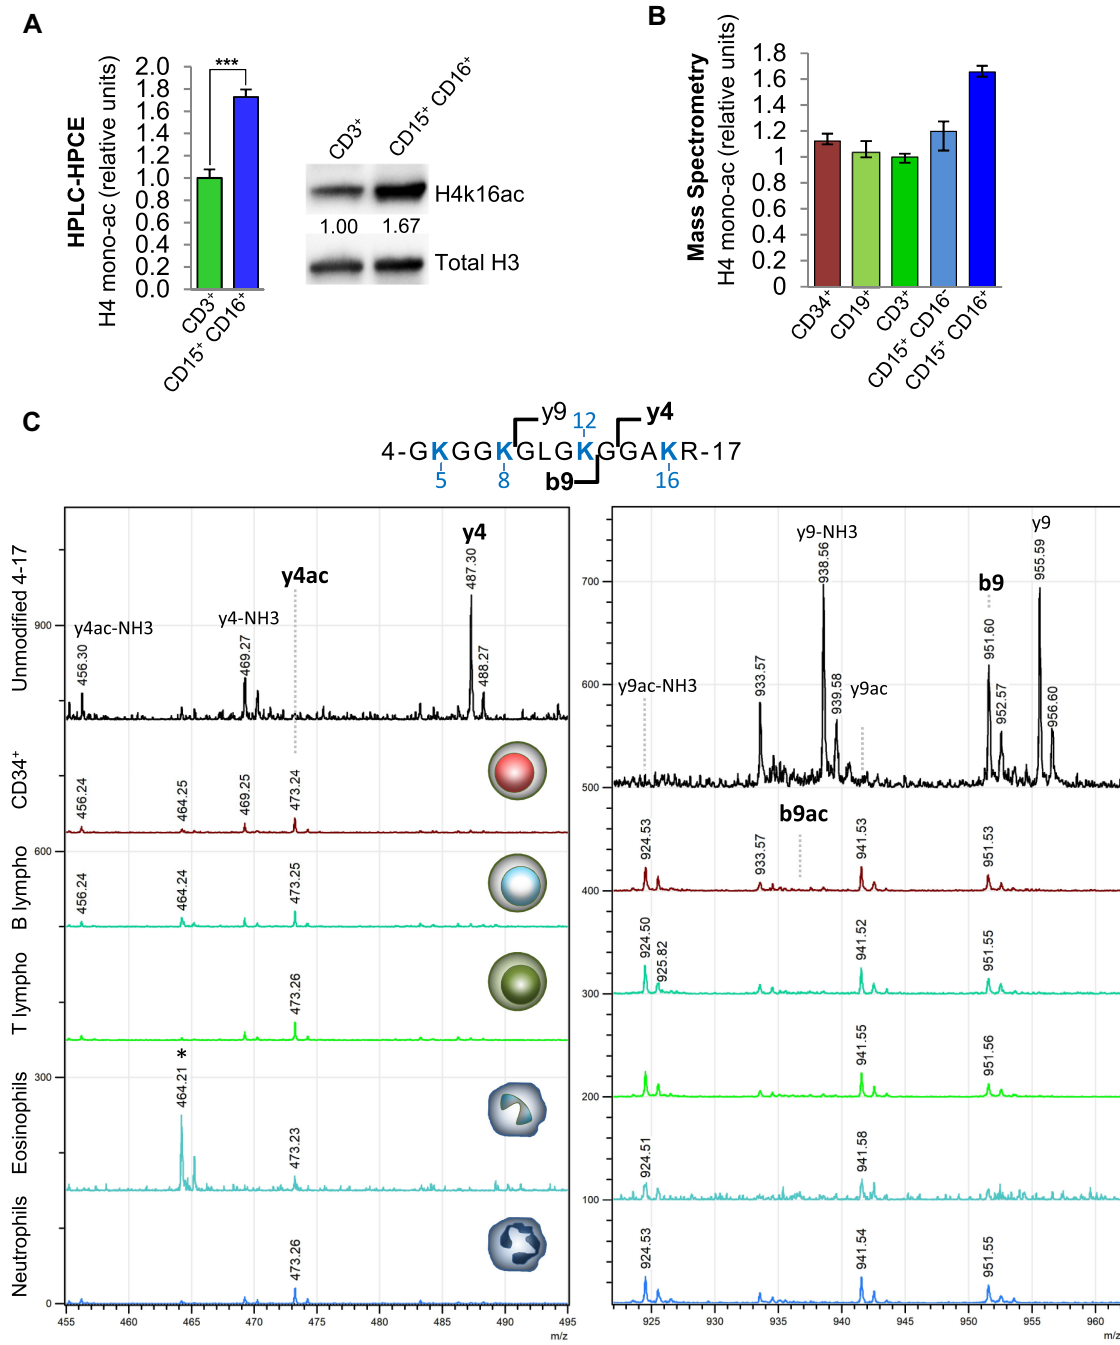 A
HPLC-HPCE
H4 mono-ac (relative units)
2.0
1.8
1.6
1.4
1.2
1.0
0.8
0.6
0.4
0.2
0.0
***
CD3+
CD15+ CD16+
CD3+
CD15+ CD16+
H4k16ac
1.00 1.67
Total H3
B
Mass Spectrometry
H4 mono-ac (relative units)
1.8
1.6
1.4
1.2
1
0.8
0.6
0.4
0.2
0
CD34+
CD19+
CD3+
CD15+ CD16-
CD15+ CD16+
C
y9 12 y4
4-GKGGKGLGKGGAKR-17
5 8 b9 16
Unmodified 4-17
900
y4ac-NH3
456.30
y4-NH3
469.27
y4ac
y4
487.30
488.27
CD34+
456.24
464.25
469.25
473.24
600
B lympho
456.24
464.24
473.25
T lympho
473.26
300
Eosinophils
*
464.21
473.23
Neutrophils
473.26
0
455 460 465 470 475 480 485 490 495
m/z
700
600
500
400
300
200
100
y9ac-NH3
933.57
y9-NH3
938.56
939.58
y9ac
b9
951.60
952.57
y9
955.59
956.60
b9ac
924.53
933.57
941.53
951.53
924.50
925.82
941.52
951.55
941.55
951.56
924.51
941.58
924.53
941.54
951.55
925 930 935 940 945 950 955 960
m/z